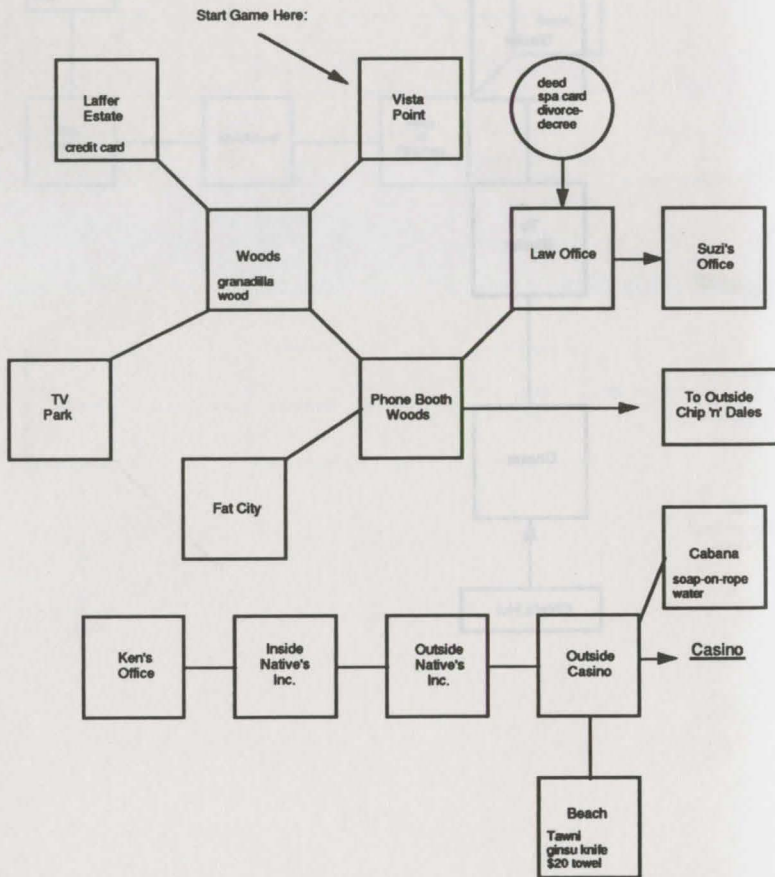 Start Game Here:
Laffer
Estate
credit card
Vista
Point
deed
spa card
divorce-
decree
Woods
granadilla
wood
Law Office
Suzi's
Office
TV
Park
Phone Booth
Woods
To Outside
Chip 'n' Dales
Fat City
Cabana
soap-on-rope
water
Ken's
Office
Inside
Native's
Inc.
Outside
Native's
Inc.
Outside
Casino
Casino
Beach
Tawni
ginsu knife
$20 towel